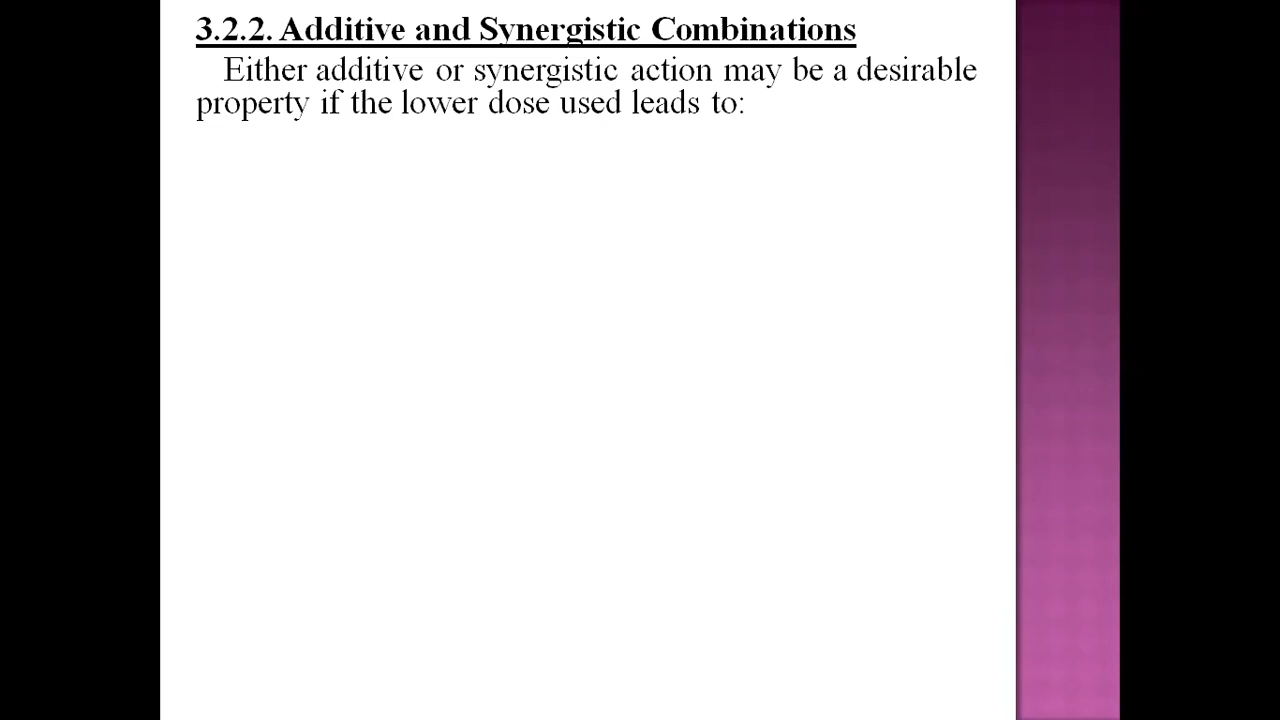 3.2.2. Additive and Synergistic Combinations
Either additive or synergistic action may be a desirable
property if the lower dose used leads to: